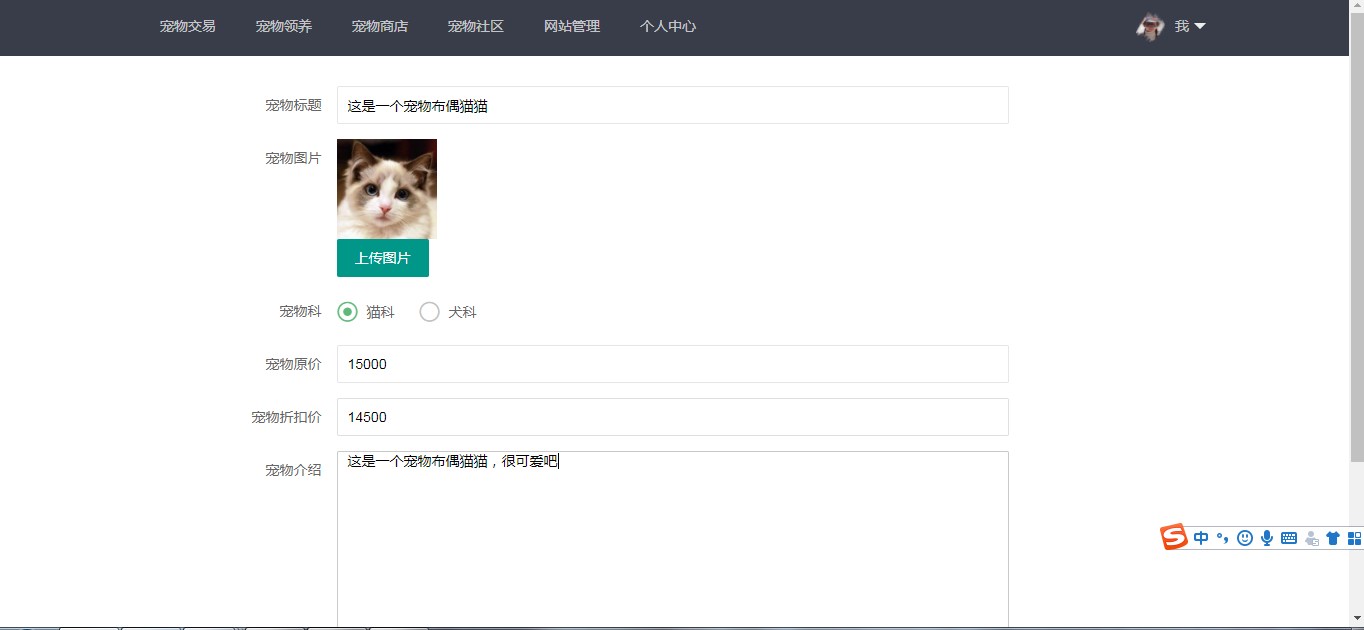 宠物交易 宠物领养 宠物商店 宠物社区 网站管理 个人中心 我
宠物标题 这是一个宠物布偶猫猫
宠物图片
上传图片
宠物科 猫科 犬科
宠物原价 15000
宠物折扣价 14500
宠物介绍 这是一个宠物布偶猫猫，很可爱吧
S 中 °,